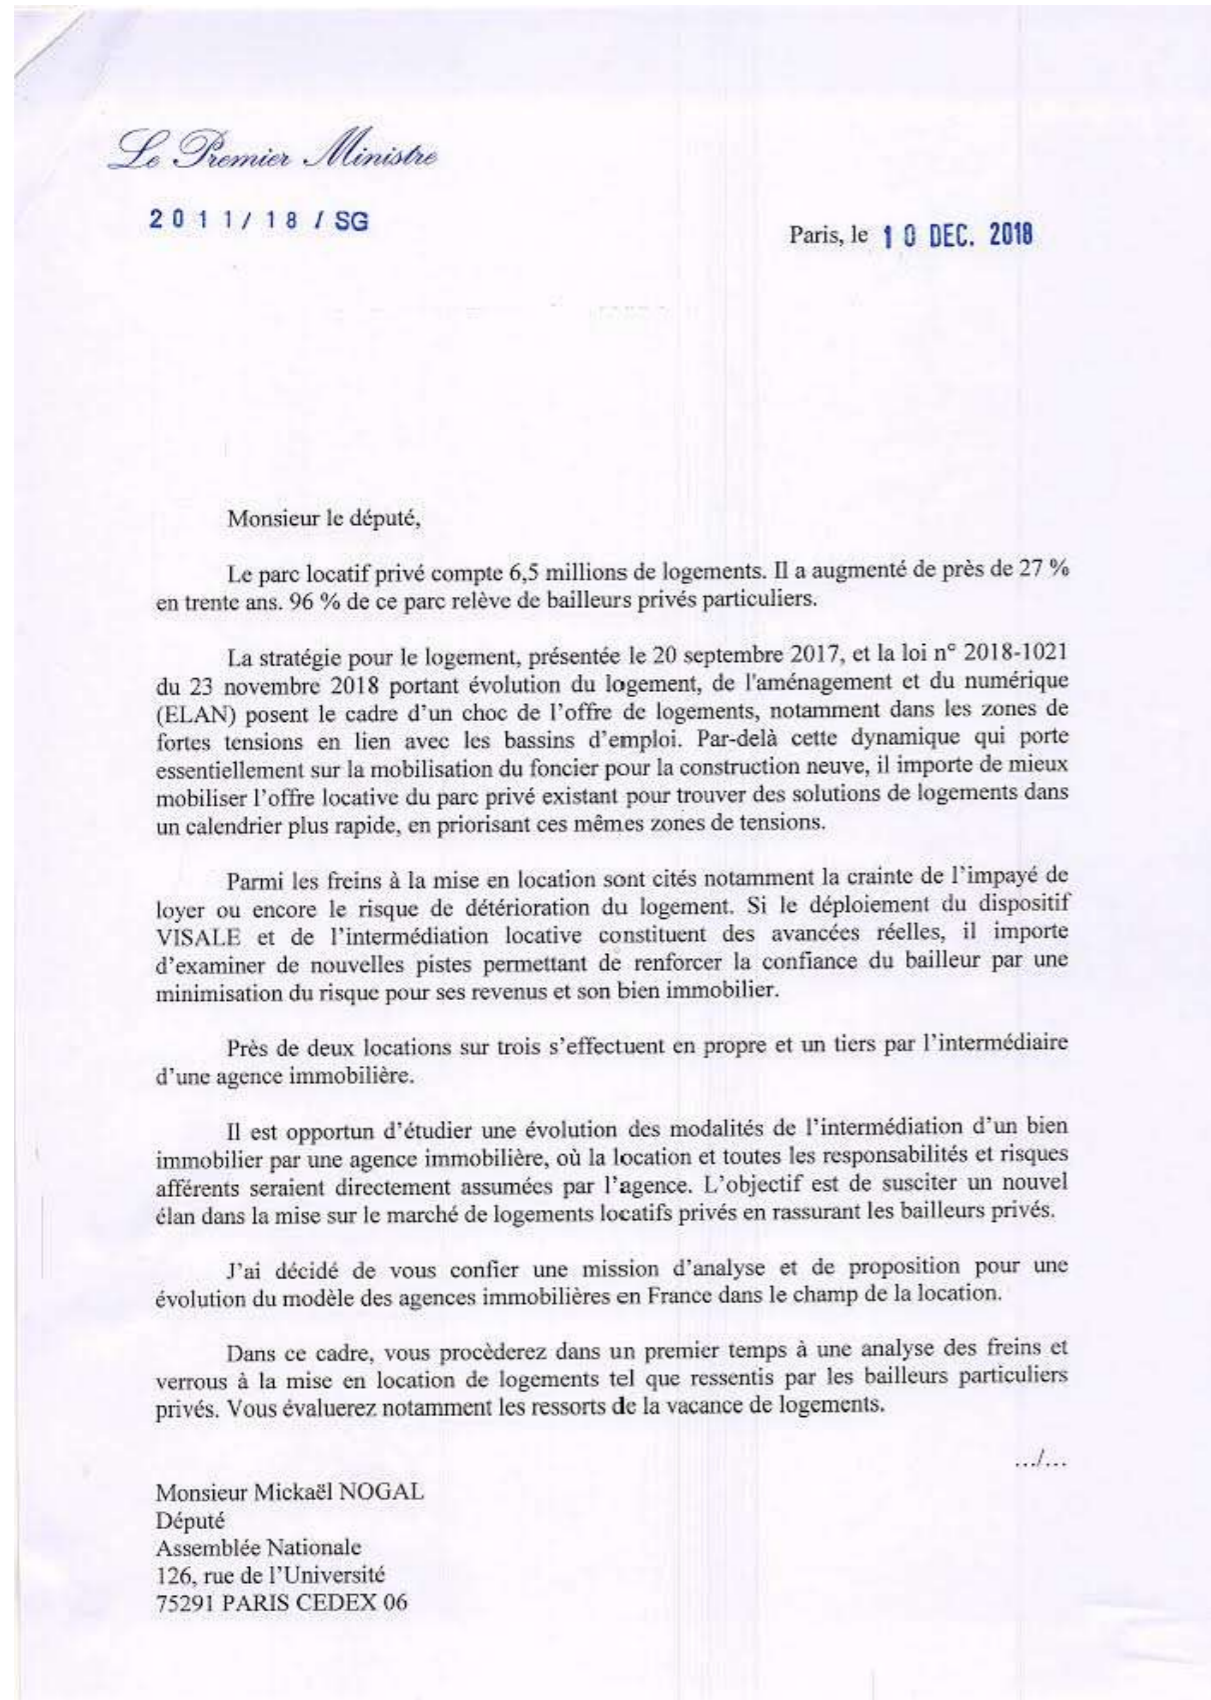 Le Premier Ministre
2011/18/SG
Paris, le 10 DEC. 2018
Monsieur le député,
Le parc locatif privé compte 6,5 millions de logements. Il a augmenté de près de 27 %
en trente ans. 96 % de ce parc relève de bailleurs privés particuliers.
La stratégie pour le logement, présentée le 20 septembre 2017, et la loi n° 2018-1021
du 23 novembre 2018 portant évolution du logement, de l'aménagement et du numérique
(ELAN) posent le cadre d'un choc de l'offre de logements, notamment dans les zones de
fortes tensions en lien avec les bassins d'emploi. Par-delà cette dynamique qui porte
essentiellement sur la mobilisation du foncier pour la construction neuve, il importe de mieux
mobiliser l'offre locative du parc privé existant pour trouver des solutions de logements dans
un calendrier plus rapide, en priorisant ces mêmes zones de tensions.
Parmi les freins à la mise en location sont cités notamment la crainte de l'impayé de
loyer ou encore le risque de détérioration du logement. Si le déploiement du dispositif
VISALE et de l'intermédiation locative constituent des avancées réelles, il importe
d'examiner de nouvelles pistes permettant de renforcer la confiance du bailleur par une
minimisation du risque pour ses revenus et son bien immobilier.
Près de deux locations sur trois s'effectuent en propre et un tiers par l'intermédiaire
d'une agence immobilière.
Il est opportun d'étudier une évolution des modalités de l'intermédiation d'un bien
immobilier par une agence immobilière, où la location et toutes les responsabilités et risques
afférents seraient directement assumées par l'agence. L'objectif est de susciter un nouvel
élan dans la mise sur le marché de logements locatifs privés en rassurant les bailleurs privés.
J'ai décidé de vous confier une mission d'analyse et de proposition pour une
évolution du modèle des agences immobilières en France dans le champ de la location.
Dans ce cadre, vous procèderez dans un premier temps à une analyse des freins et
verrous à la mise en location de logements tel que ressentis par les bailleurs particuliers
privés. Vous évaluerez notamment les ressorts de la vacance de logements.
.../...
Monsieur Mickaël NOGAL
Député
Assemblée Nationale
126, rue de l'Université
75291 PARIS CEDEX 06